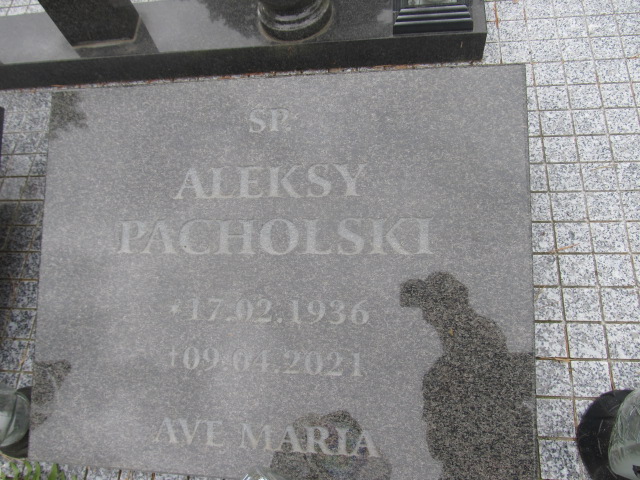 ŚP.
ALEKSY
PACHOLSKI
*17.02.1936
†09.04.2021
AVE MARIA